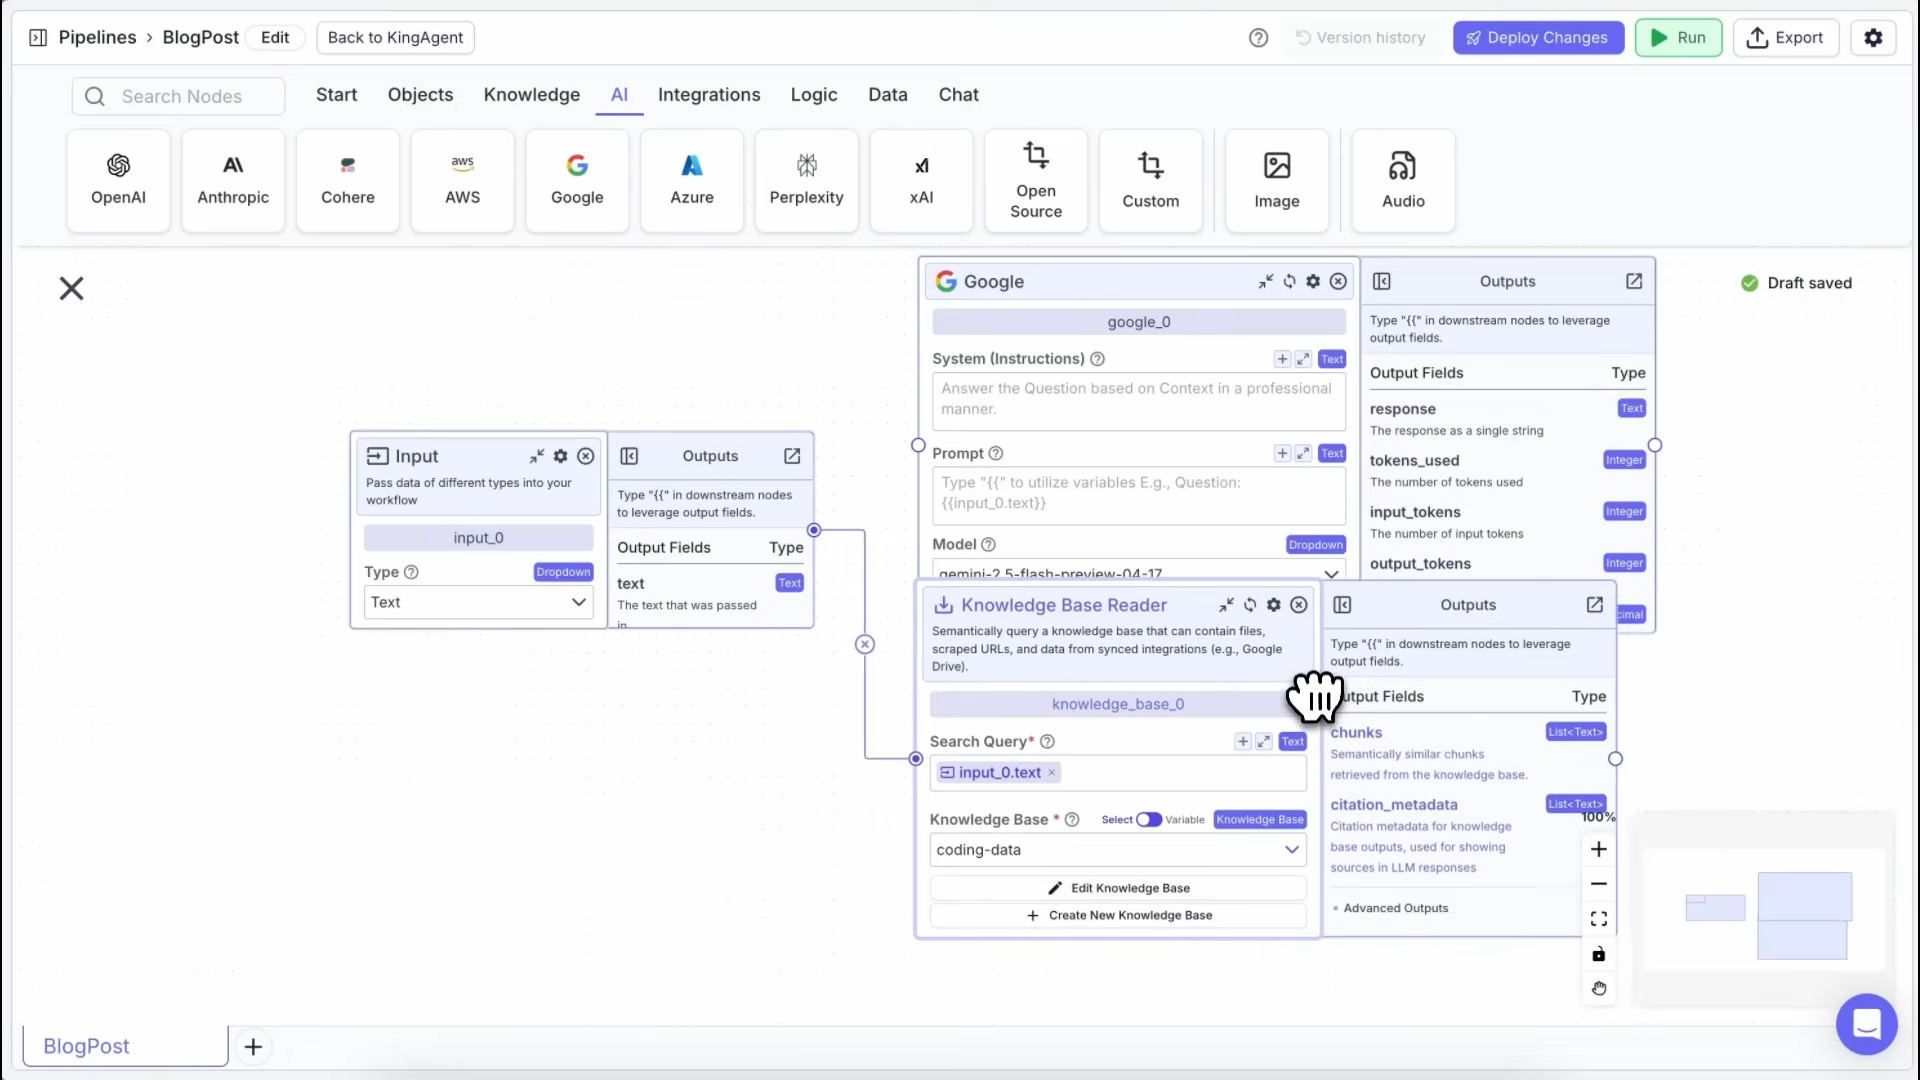 Pipelines › BlogPost Edit Back to KingAgent Version history Deploy Changes Run Export
Search Nodes Start Objects Knowledge AI Integrations Logic Data Chat
OpenAI Anthropic Cohere aws AWS Google Azure Perplexity xAI Open Source Custom Image Audio
Draft saved
Google
google_0
System (Instructions) Text
Answer the Question based on Context in a professional
manner.
Prompt Text
Type "{{" to utilize variables E.g., Question:
{{input_0.text}}
Model Dropdown
gemini-2.5-flash-preview-04-17
Outputs
Type "{{" in downstream nodes to leverage
output fields.
Output Fields Type
response Text
The response as a single string
tokens_used Integer
The number of tokens used
input_tokens Integer
The number of input tokens
output_tokens Integer
Input
Pass data of different types into your
workflow
input_0
Type Dropdown
Text
Outputs
Type "{{" in downstream nodes
to leverage output fields.
Output Fields Type
text Text
The text that was passed
in
Knowledge Base Reader
Semantically query a knowledge base that can contain files,
scraped URLs, and data from synced integrations (e.g., Google
Drive).
knowledge_base_0
Search Query* Text
input_0.text ×
Knowledge Base * Select Variable Knowledge Base
coding-data
Edit Knowledge Base
+ Create New Knowledge Base
Outputs
Type "{{" in downstream nodes to leverage
output fields.
Fields Type
chunks List<Text>
Semantically similar chunks
retrieved from the knowledge base.
citation_metadata List<Text>
Citation metadata for knowledge
base outputs, used for showing
sources in LLM responses
Advanced Outputs
100%
BlogPost +